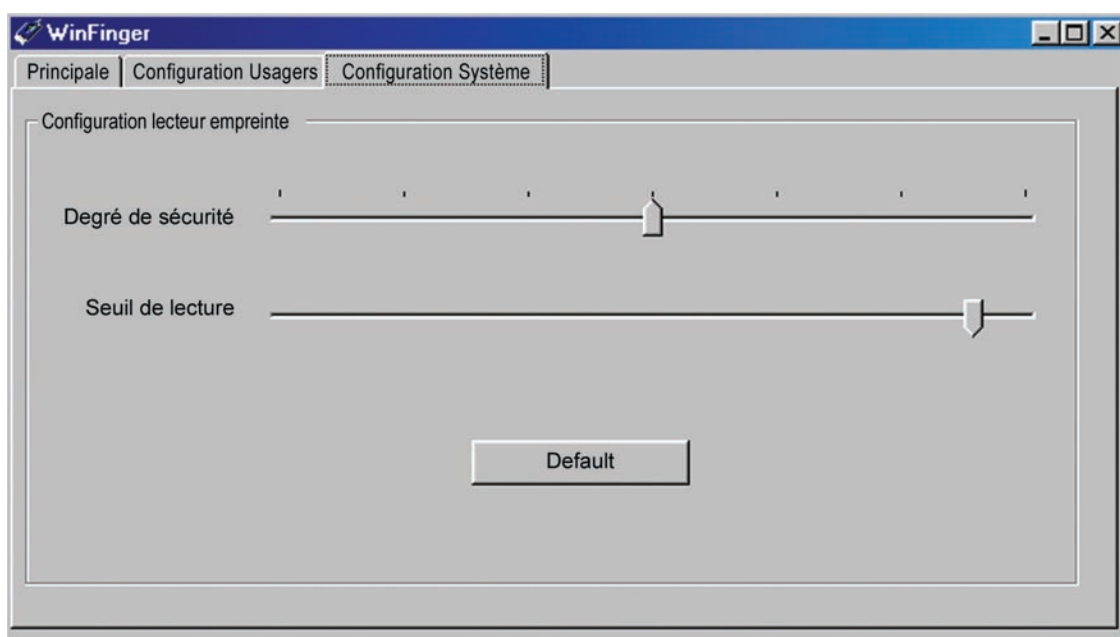 WinFinger
Principale Configuration Usagers Configuration Système
Configuration lecteur empreinte
Degré de sécurité
Seuil de lecture
Default